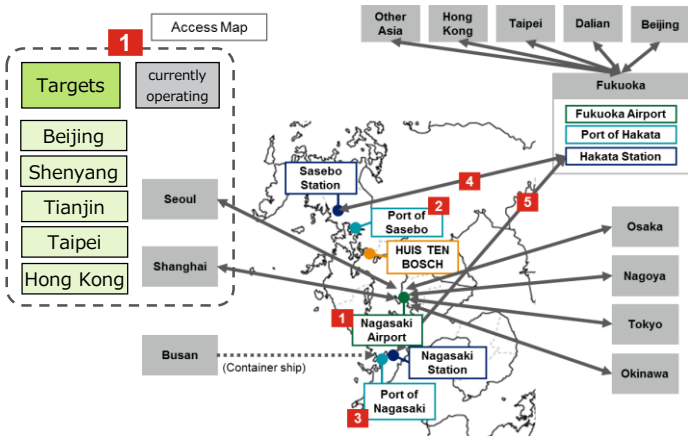 1
Access Map
Targets
currently
operating
Beijing
Shenyang
Tianjin
Taipei
Hong Kong
Seoul
Shanghai
Busan
(Container ship)
Other
Asia
Hong
Kong
Taipei
Dalian
Beijing
Fukuoka
Fukuoka Airport
Port of Hakata
Hakata Station
Sasebo
Station
4
5
2
Port of
Sasebo
HUIS TEN
BOSCH
1
Nagasaki
Airport
Nagasaki
Station
3
Port of
Nagasaki
Osaka
Nagoya
Tokyo
Okinawa